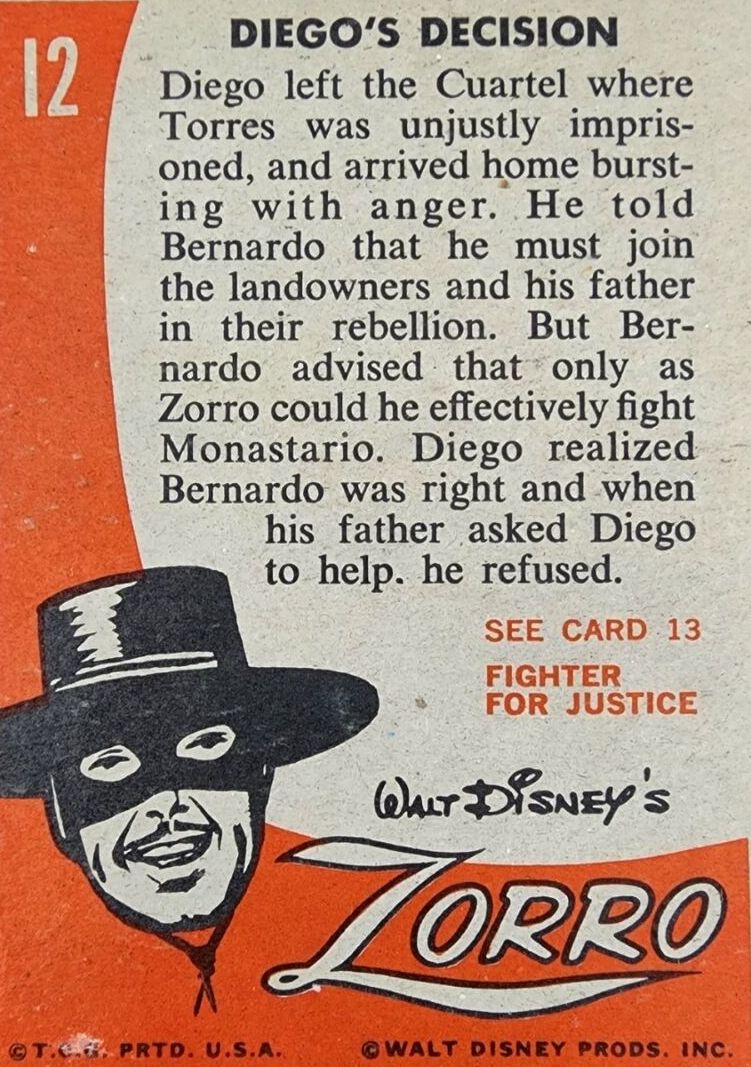 12
DIEGO'S DECISION
Diego left the Cuartel where
Torres was unjustly impris-
oned, and arrived home burst-
ing with anger. He told
Bernardo that he must join
the landowners and his father
in their rebellion. But Ber-
nardo advised that only as
Zorro could he effectively fight
Monastario. Diego realized
Bernardo was right and when
his father asked Diego
to help. he refused.
SEE CARD 13
FIGHTER
FOR JUSTICE
WALT DISNEY'S
ZORRO
© PRTD. U.S.A.
© WALT DISNEY PRODS. INC.